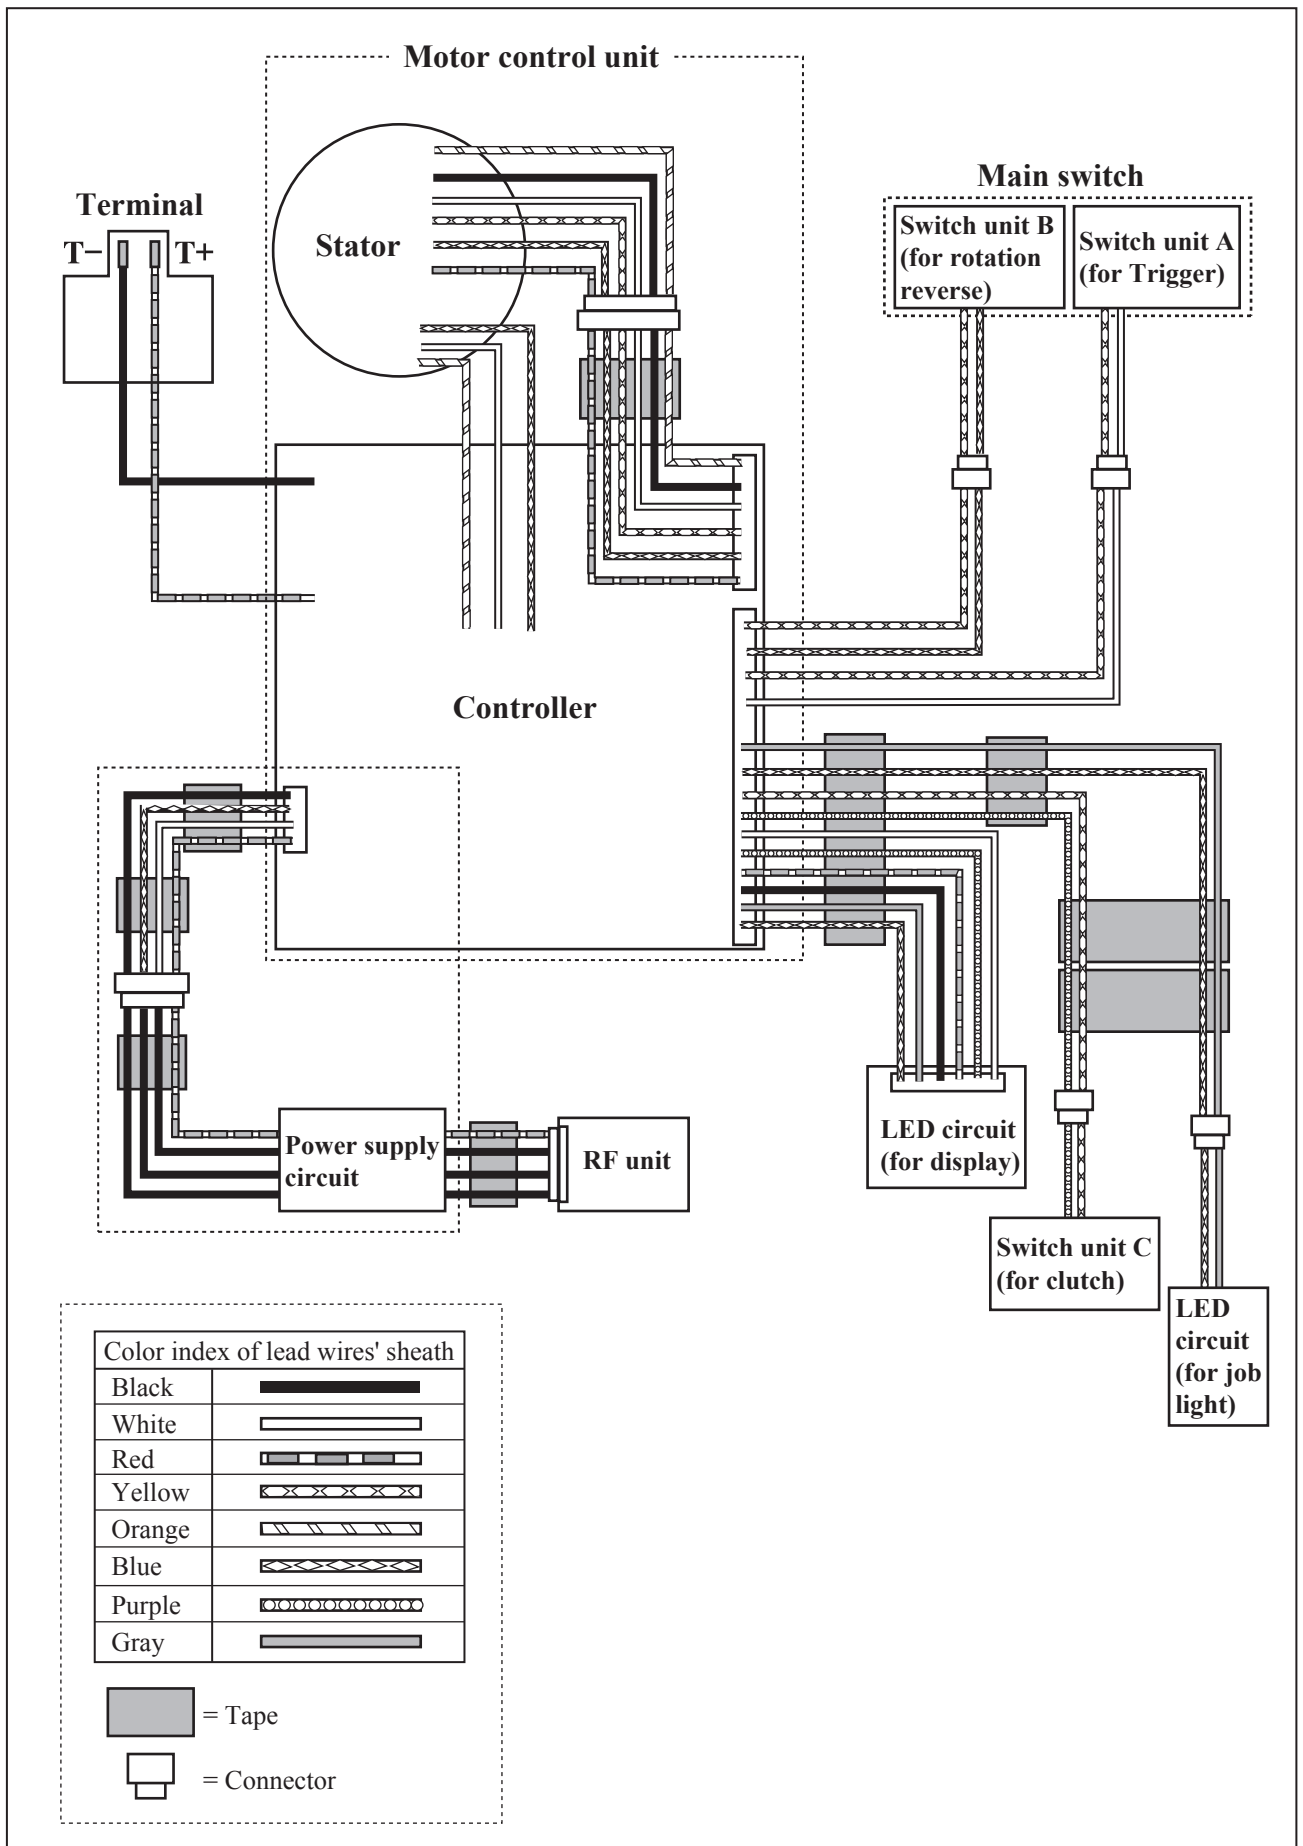 Motor control unit
Terminal
T−
T+
Stator
Main switch
Switch unit B
(for rotation
reverse)
Switch unit A
(for Trigger)
Controller
Power supply
circuit
RF unit
LED circuit
(for display)
Switch unit C
(for clutch)
LED
circuit
(for job
light)
Color index of lead wires' sheath
Black
White
Red
Yellow
Orange
Blue
Purple
Gray
= Tape
= Connector